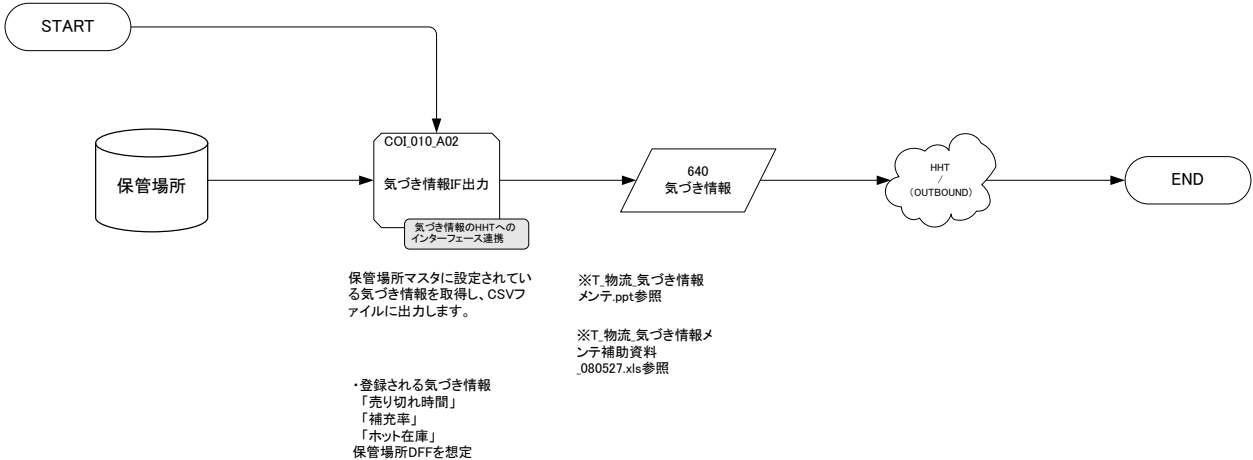 START
保管場所
COI_010_A02
気づき情報IF出力
気づき情報のHHTへの
インターフェース連携
640
気づき情報
HHT
/
(OUTBOUND)
END
保管場所マスタに設定されてい
る気づき情報を取得し、CSVフ
ァイルに出力します。
・登録される気づき情報
「売り切れ時間」
「補充率」
「ホット在庫」
保管場所DFFを想定
※T_物流_気づき情報
メンテ.ppt参照
※T_物流_気づき情報メ
ンテ補助資料
_080527.xls参照